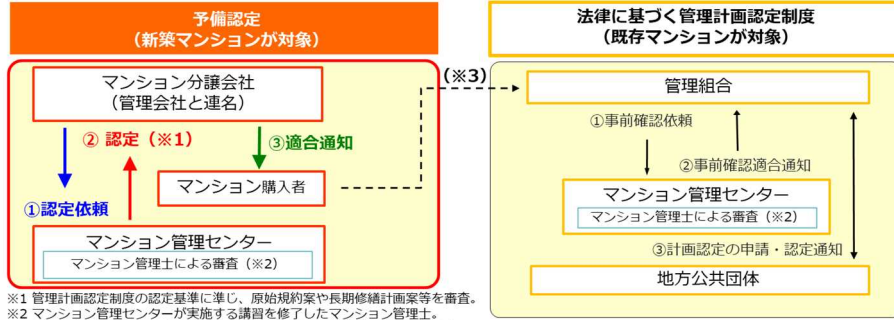 予備認定
（新築マンションが対象）
マンション分譲会社
（管理会社と連名）
② 認定（※1）
③適合通知
マンション購入者
①認定依頼
マンション管理センター
マンション管理士による審査（※2）
（※3）
法律に基づく管理計画認定制度
（既存マンションが対象）
管理組合
①事前確認依頼
②事前確認適合通知
マンション管理センター
マンション管理士による審査（※2）
③計画認定の申請・認定通知
地方公共団体
※1 管理計画認定制度の認定基準に準じ、原始規約案や長期修繕計画案等を審査。
※2 マンション管理センターが実施する講習を修了したマンション管理士。